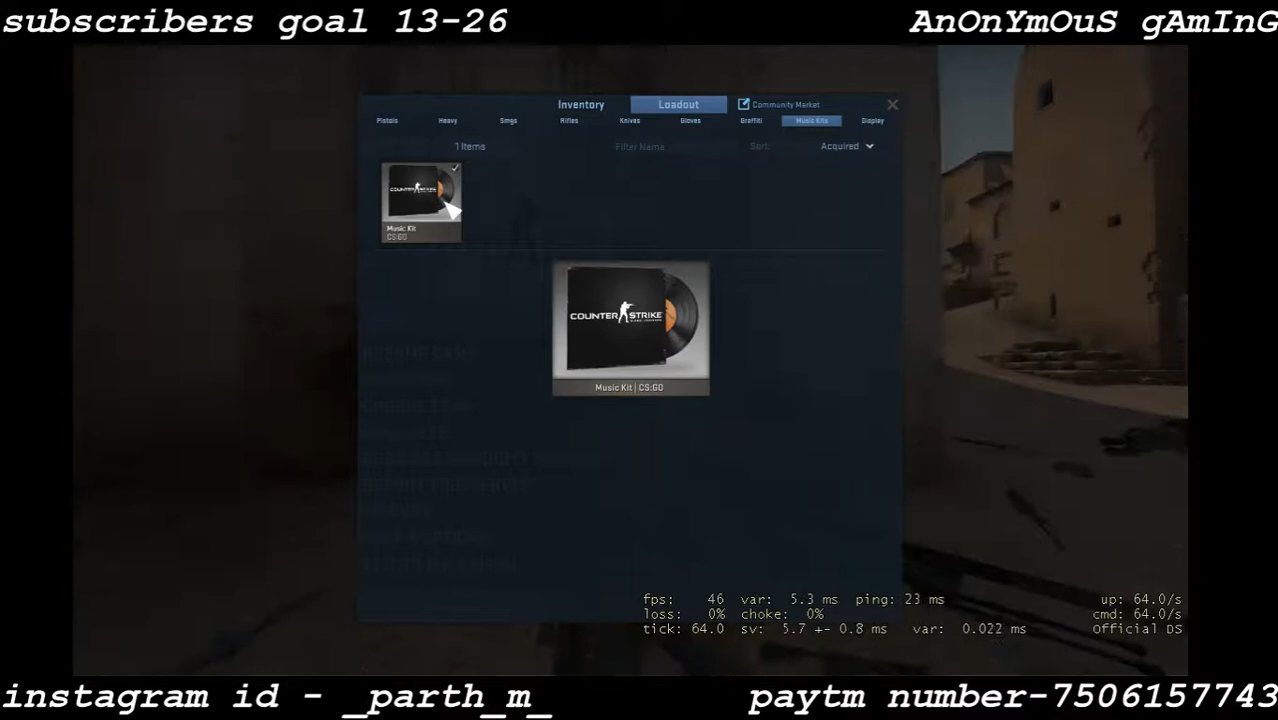 subscribers goal 13-26
AnOnYmOuS gAmInG
Inventory
Loadout
Community Market
Pistols
Heavy
Smgs
Rifles
Knives
Gloves
Graffiti
Music Kits
Display
1 Items
Filter Name
Sort:
Acquired
COUNTER STRIKE
Music Kit
CS:GO
COUNTER STRIKE
Music Kit | CS:GO
fps: 46 var: 5.3 ms ping: 23 ms
loss: 0% choke: 0%
tick: 64.0 sv: 5.7 +- 0.8 ms var: 0.022 ms
up: 64.0/s
cmd: 64.0/s
Official DS
instagram id - _parth_m_
paytm number-7506157743